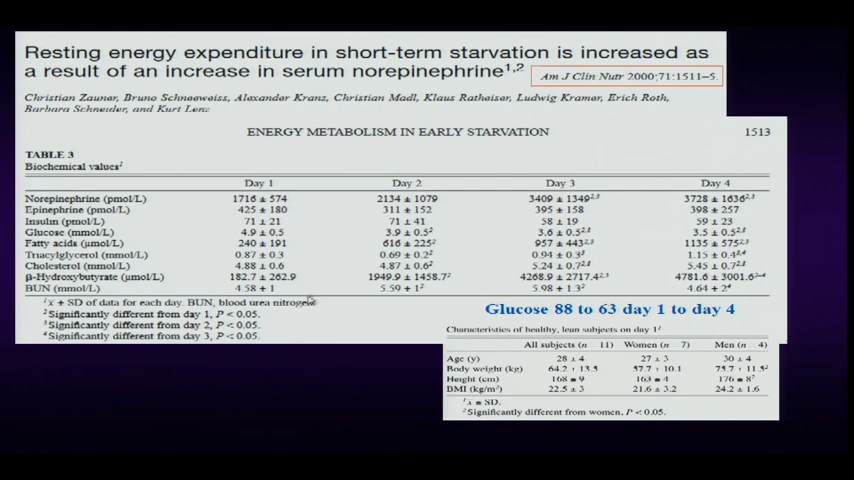 Resting energy expenditure in short-term starvation is increased as
a result of an increase in serum norepinephrine1,2
Am J Clin Nutr 2000;71:1511–5.
Christian Zauner, Bruno Schneeweiss, Alexander Kranz, Christian Madl, Klaus Ratheiser, Ludwig Kramer, Erich Roth,
Barbara Schneider, and Kurt Lenz
ENERGY METABOLISM IN EARLY STARVATION 1513
TABLE 3
Biochemical values1
Day 1 Day 2 Day 3 Day 4
Norepinephrine (pmol/L) 1716 ± 574 2134 ± 1079 3409 ± 13492,3 3728 ± 16362,3
Epinephrine (pmol/L) 425 ± 180 311 ± 152 395 ± 158 398 ± 257
Insulin (pmol/L) 71 ± 21 71 ± 41 58 ± 19 59 ± 23
Glucose (mmol/L) 4.9 ± 0.5 3.9 ± 0.52 3.6 ± 0.52,3 3.5 ± 0.52
Fatty acids (µmol/L) 240 ± 191 616 ± 2252 957 ± 4432,3 1135 ± 5752,3
Triacylglycerol (mmol/L) 0.87 ± 0.3 0.69 ± 0.22 0.94 ± 0.33 1.15 ± 0.43,4
Cholesterol (mmol/L) 4.88 ± 0.6 4.87 ± 0.62 5.24 ± 0.72,3 5.45 ± 0.72
β-Hydroxybutyrate (µmol/L) 182.7 ± 262.9 1949.9 ± 1458.72 4268.9 ± 2717.42,3 4781.6 ± 3001.62–4
BUN (mmol/L) 4.58 ± 1 5.59 ± 12 5.98 ± 1.32 4.64 ± 24
1x̄ ± SD of data for each day. BUN, blood urea nitrogen.
2Significantly different from day 1, P < 0.05.
3Significantly different from day 2, P < 0.05.
4Significantly different from day 3, P < 0.05.
Glucose 88 to 63 day 1 to day 4
Characteristics of healthy, lean subjects on day 11
All subjects (n = 11) Women (n = 7) Men (n = 4)
Age (y) 28 ± 4 27 ± 3 30 ± 4
Body weight (kg) 64.2 ± 13.5 57.7 ± 10.1 75.7 ± 11.52
Height (cm) 168 ± 9 163 ± 4 176 ± 82
BMI (kg/m2) 22.5 ± 3 21.6 ± 3.2 24.2 ± 1.6
1x̄ ± SD.
2Significantly different from women, P < 0.05.